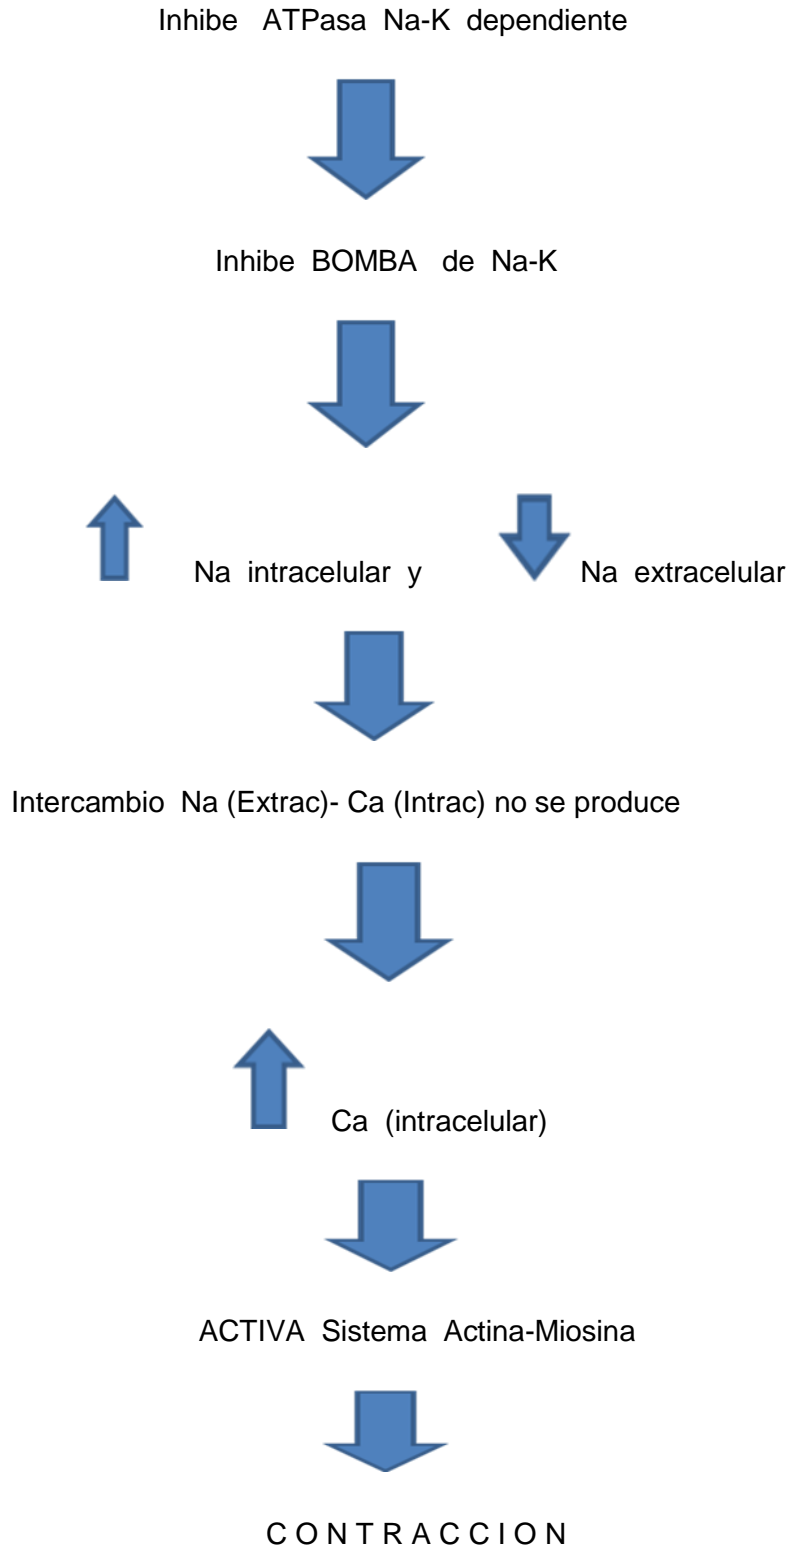 Inhibe ATPasa Na-K dependiente
Inhibe BOMBA de Na-K
Na intracelular y Na extracelular
Intercambio Na (Extrac)- Ca (Intrac) no se produce
Ca (intracelular)
ACTIVA Sistema Actina-Miosina
C O N T R A C C I O N